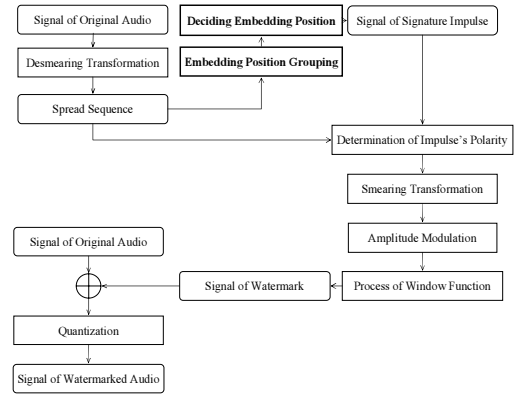 Signal of Original Audio
Deciding Embedding Position
Signal of Signature Impulse
Desmearing Transformation
Embedding Position Grouping
Spread Sequence
Determination of Impulse's Polarity
Smearing Transformation
Signal of Original Audio
Amplitude Modulation
Signal of Watermark
Process of Window Function
Quantization
Signal of Watermarked Audio